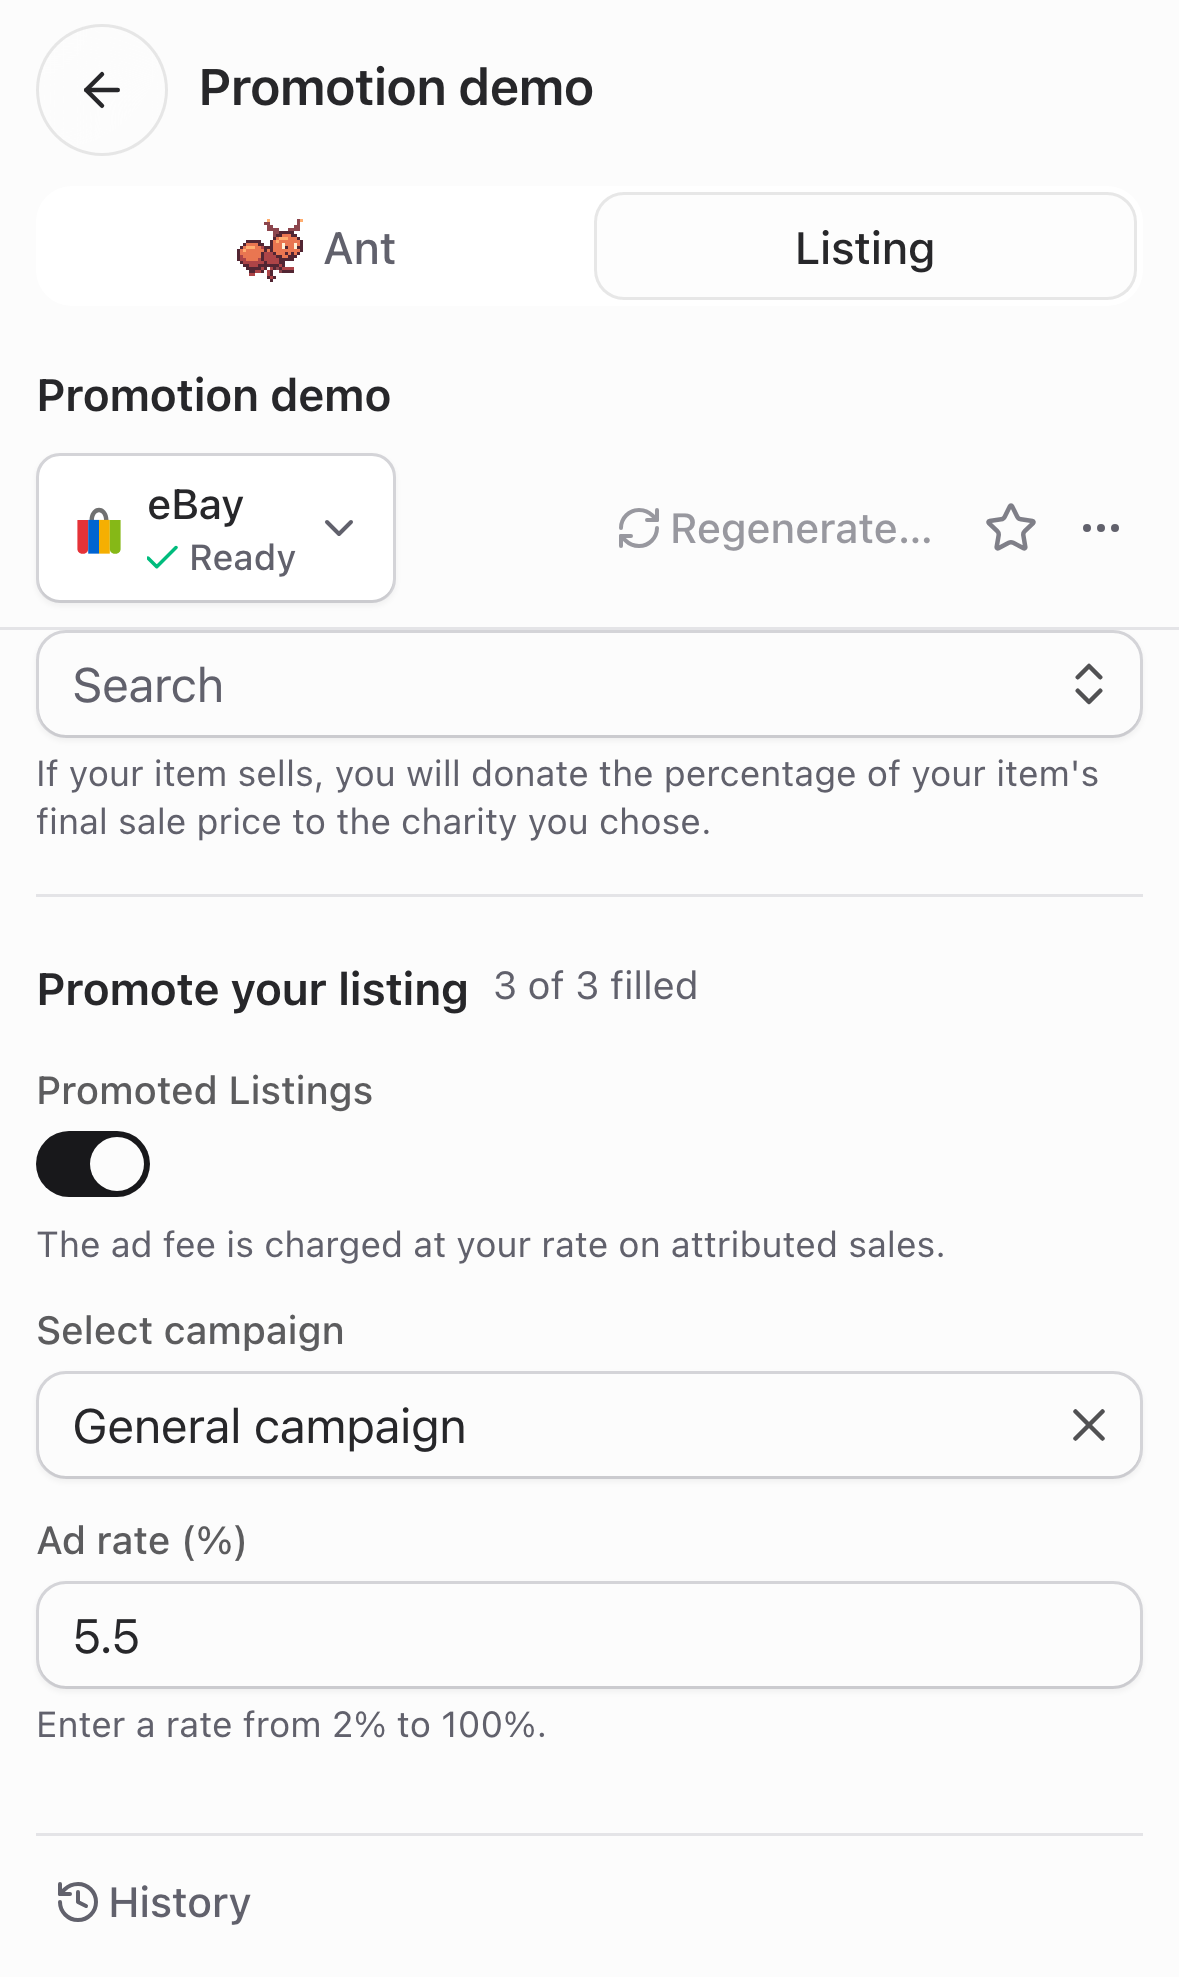 Promotion demo
Ant
Listing
Promotion demo
eBay
Ready
Regenerate...
Search
If your item sells, you will donate the percentage of your item's
final sale price to the charity you chose.
Promote your listing 3 of 3 filled
Promoted Listings
The ad fee is charged at your rate on attributed sales.
Select campaign
General campaign
Ad rate (%)
5.5
Enter a rate from 2% to 100%.
History